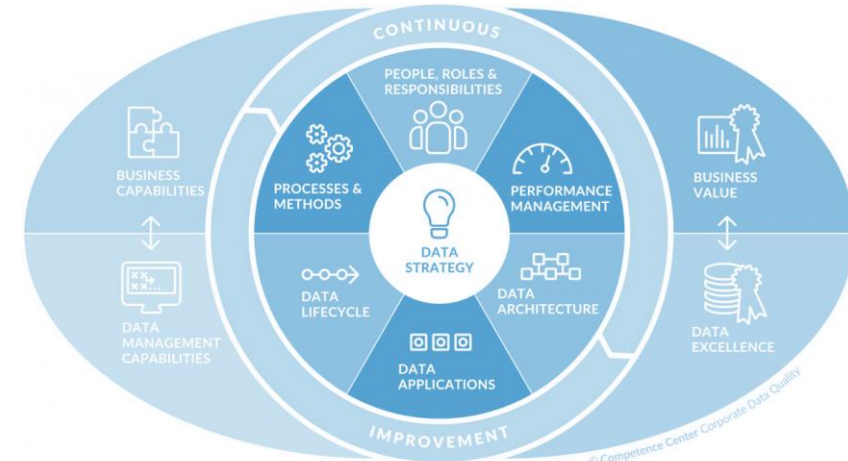 CONTINUOUS
PEOPLE, ROLES &
RESPONSIBILITIES
PROCESSES &
METHODS
PERFORMANCE
MANAGEMENT
BUSINESS
CAPABILITIES
BUSINESS
VALUE
DATA
STRATEGY
DATA
LIFECYCLE
DATA
ARCHITECTURE
DATA
MANAGEMENT
CAPABILITIES
DATA
EXCELLENCE
DATA
APPLICATIONS
IMPROVEMENT
© Competence Center Corporate Data Quality